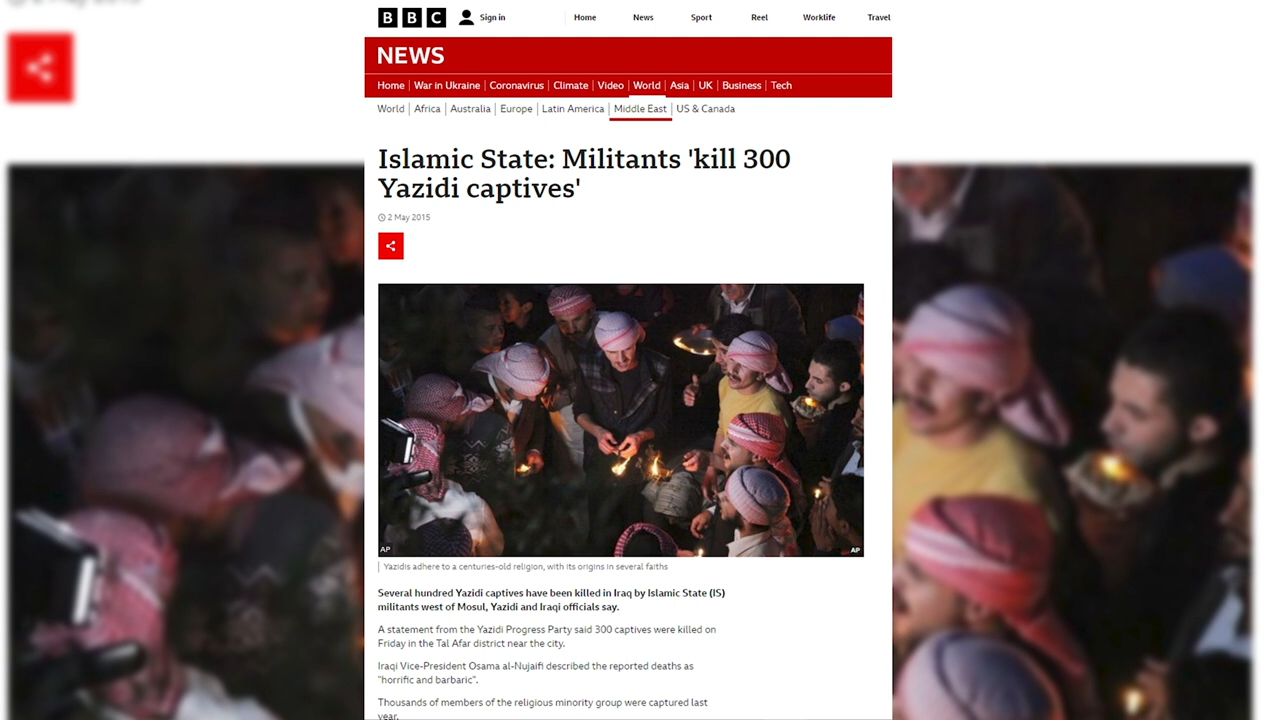 BBC Sign in Home News Sport Reel Worklife Travel
NEWS
Home War in Ukraine Coronavirus Climate Video World Asia UK Business Tech
World Africa Australia Europe Latin America Middle East US & Canada
Islamic State: Militants 'kill 300
Yazidi captives'
2 May 2015
AP AP
Yazidis adhere to a centuries-old religion, with its origins in several faiths
Several hundred Yazidi captives have been killed in Iraq by Islamic State (IS)
militants west of Mosul, Yazidi and Iraqi officials say.
A statement from the Yazidi Progress Party said 300 captives were killed on
Friday in the Tal Afar district near the city.
Iraqi Vice-President Osama al-Nujaifi described the reported deaths as
"horrific and barbaric".
Thousands of members of the religious minority group were captured last
year.